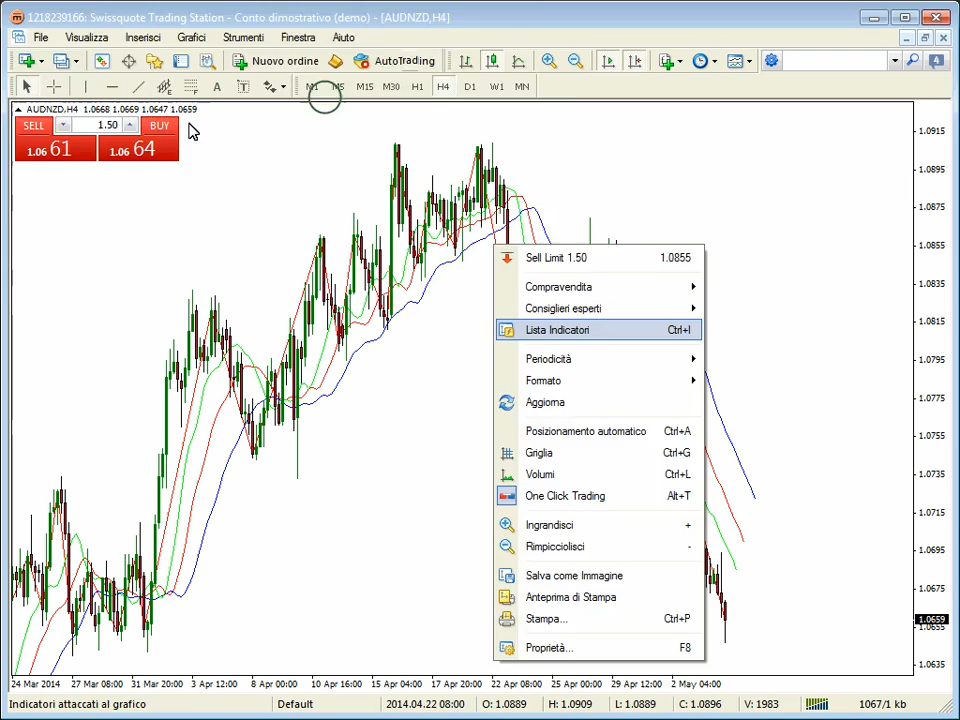 1218239166: Swissquote Trading Station - Conto dimostrativo (demo) - [AUDNZD,H4]
File Visualizza Inserisci Grafici Strumenti Finestra Aiuto
Nuovo ordine AutoTrading
4
A T M1 M5 M15 M30 H1 H4 D1 W1 MN
AUDNZD,H4 1.0668 1.0669 1.0647 1.0659
SELL 1.50 BUY
1.06 61 1.06 64
1.0915
1.0895
1.0875
1.0855
1.0835
1.0815
1.0795
1.0775
1.0755
1.0735
1.0715
1.0695
1.0675
1.0659
1.0655
1.0635
Sell Limit 1.50 1.0855
Compravendita
Consiglieri esperti
Lista Indicatori Ctrl+I
Periodicità
Formato
Aggiorna
Posizionamento automatico Ctrl+A
Griglia Ctrl+G
Volumi Ctrl+L
One Click Trading Alt+T
Ingrandisci +
Rimpicciolisci -
Salva come Immagine
Anteprima di Stampa
Stampa... Ctrl+P
Proprietà... F8
24 Mar 2014 27 Mar 08:00 31 Mar 20:00 3 Apr 12:00 8 Apr 00:00 10 Apr 16:00 15 Apr 04:00 17 Apr 20:00 22 Apr 08:00 25 Apr 00:00 29 Apr 12:00 2 May 04:00
Indicatori attaccati al grafico Default 2014.04.22 08:00 O: 1.0889 H: 1.0909 L: 1.0889 C: 1.0896 V: 1983 1067/1 kb